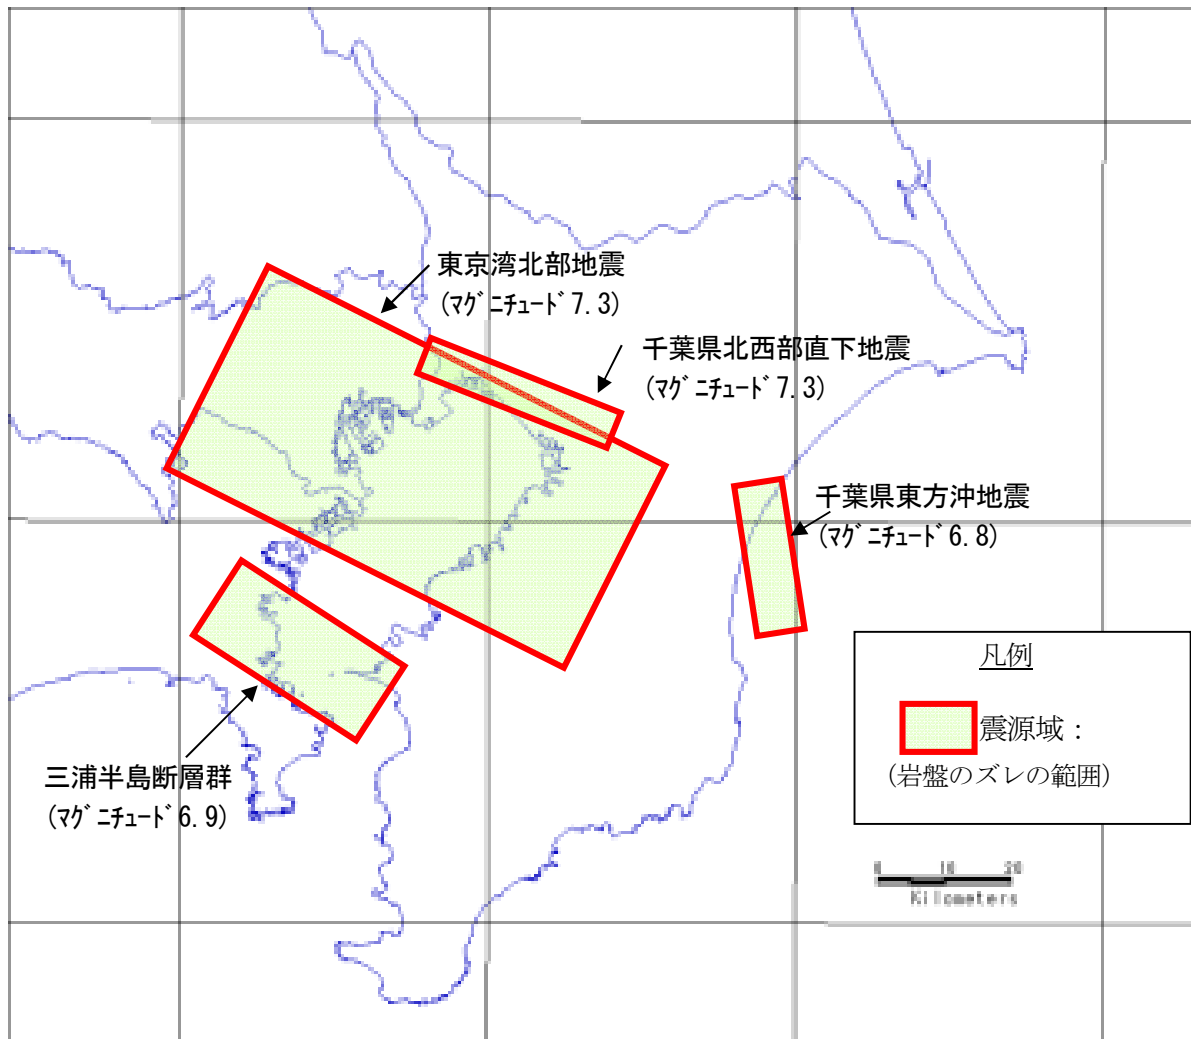 東京湾北部地震
(ﾏｸﾞﾆﾁｭｰﾄﾞ7.3)
千葉県北西部直下地震
(ﾏｸﾞﾆﾁｭｰﾄﾞ7.3)
千葉県東方沖地震
(ﾏｸﾞﾆﾁｭｰﾄﾞ6.8)
三浦半島断層群
(ﾏｸﾞﾆﾁｭｰﾄﾞ6.9)
凡例
震源域：
(岩盤のズレの範囲)
0 10 20
Kilometers